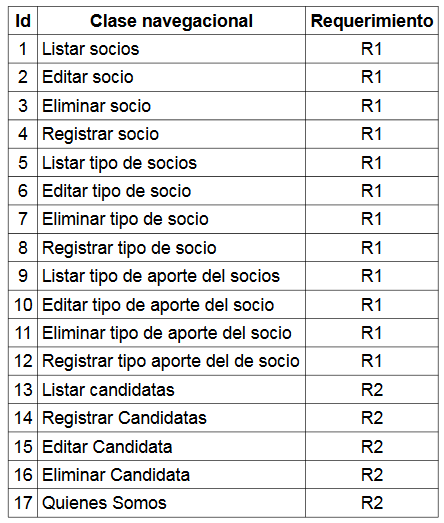 Id Clase navegacional Requerimiento
1 Listar socios R1
2 Editar socio R1
3 Eliminar socio R1
4 Registrar socio R1
5 Listar tipo de socios R1
6 Editar tipo de socio R1
7 Eliminar tipo de socio R1
8 Registrar tipo de socio R1
9 Listar tipo de aporte del socios R1
10 Editar tipo de aporte del socio R1
11 Eliminar tipo de aporte del socio R1
12 Registrar tipo aporte del de socio R1
13 Listar candidatas R2
14 Registrar Candidatas R2
15 Editar Candidata R2
16 Eliminar Candidata R2
17 Quienes Somos R2